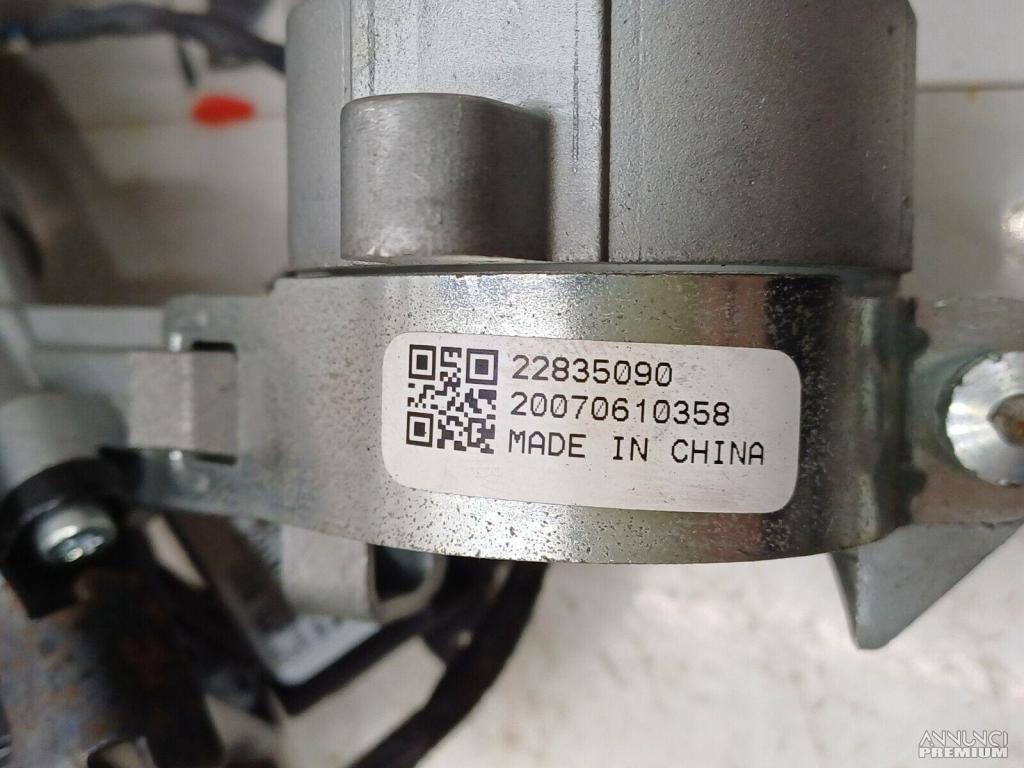 22835090
20070610358
MADE IN CHINA
ANNUNCI
PREMIUM